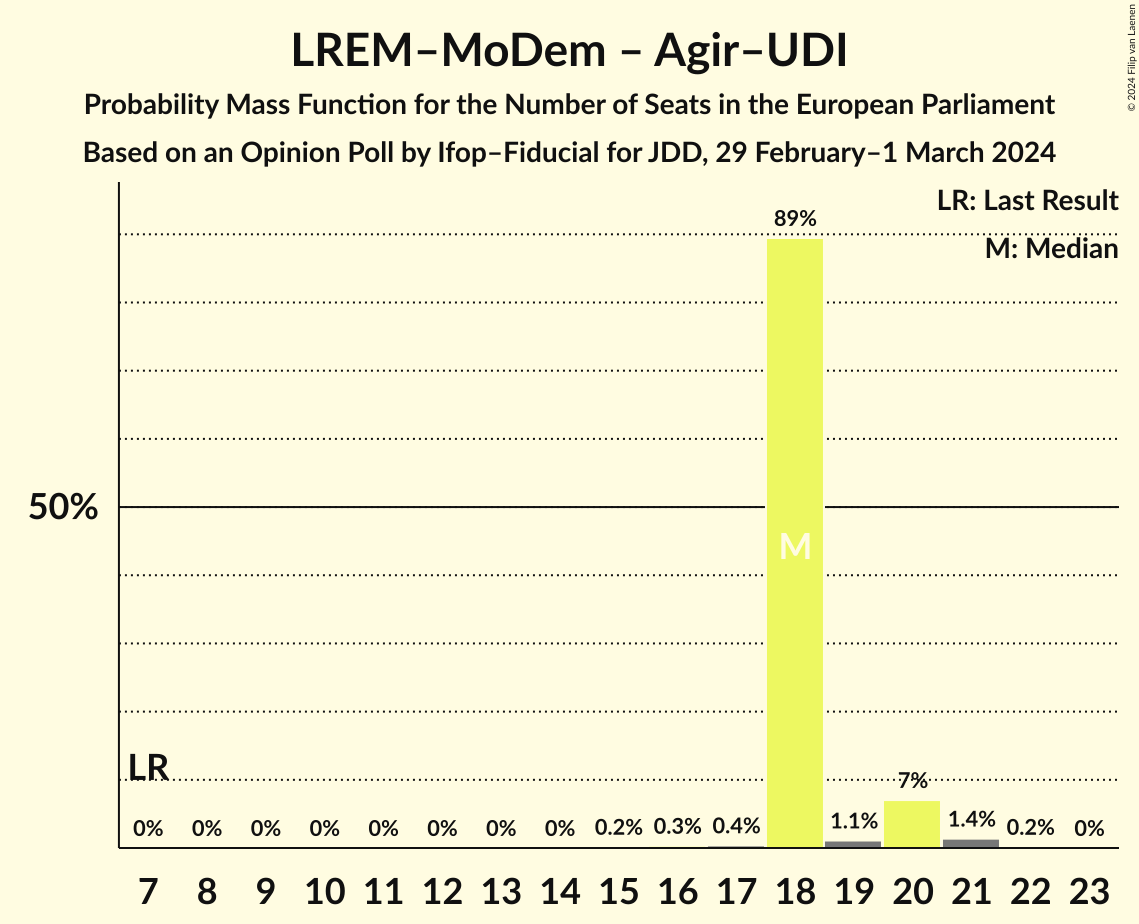 LREM–MoDem – Agir–UDI
Probability Mass Function for the Number of Seats in the European Parliament
Based on an Opinion Poll by Ifop–Fiducial for JDD, 29 February–1 March 2024
© 2024 Filip van Laenen
LR: Last Result
M: Median
89%
50%
M
LR
7%
0% 0% 0% 0% 0% 0% 0% 0% 0.2% 0.3% 0.4% 1.1% 1.4% 0.2% 0%
7 8 9 10 11 12 13 14 15 16 17 18 19 20 21 22 23